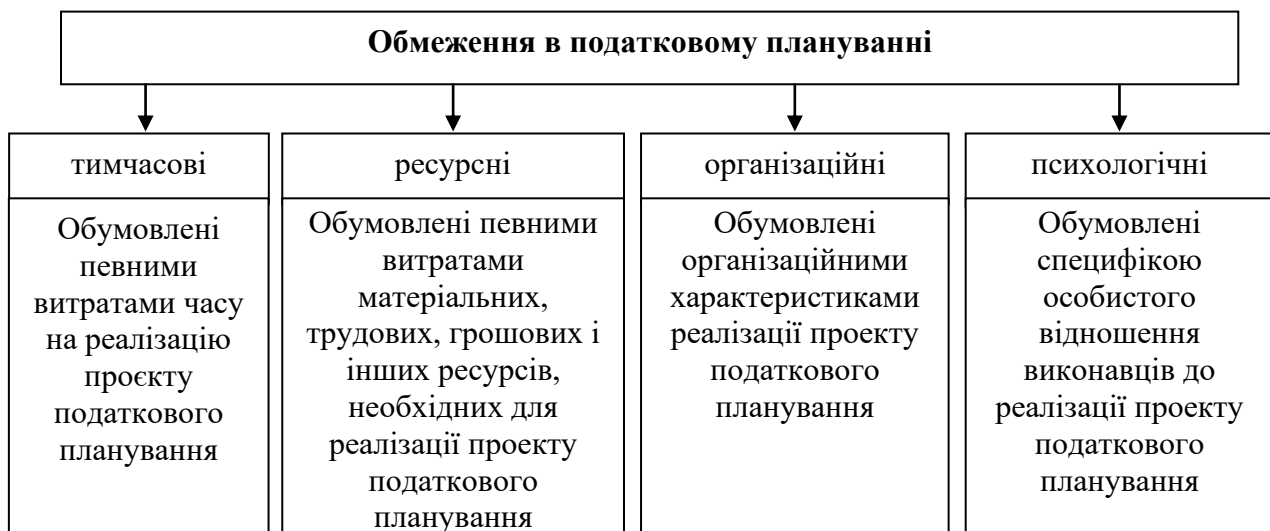 Обмеження в податковому плануванні
тимчасові
Обумовлені
певними
витратами часу
на реалізацію
проєкту
податкового
планування
ресурсні
Обумовлені певними
витратами
матеріальних,
трудових, грошових і
інших ресурсів,
необхідних для
реалізації проекту
податкового
планування
організаційні
Обумовлені
організаційними
характеристиками
реалізації проекту
податкового
планування
психологічні
Обумовлені
специфікою
особистого
відношення
виконавців до
реалізації проекту
податкового
планування